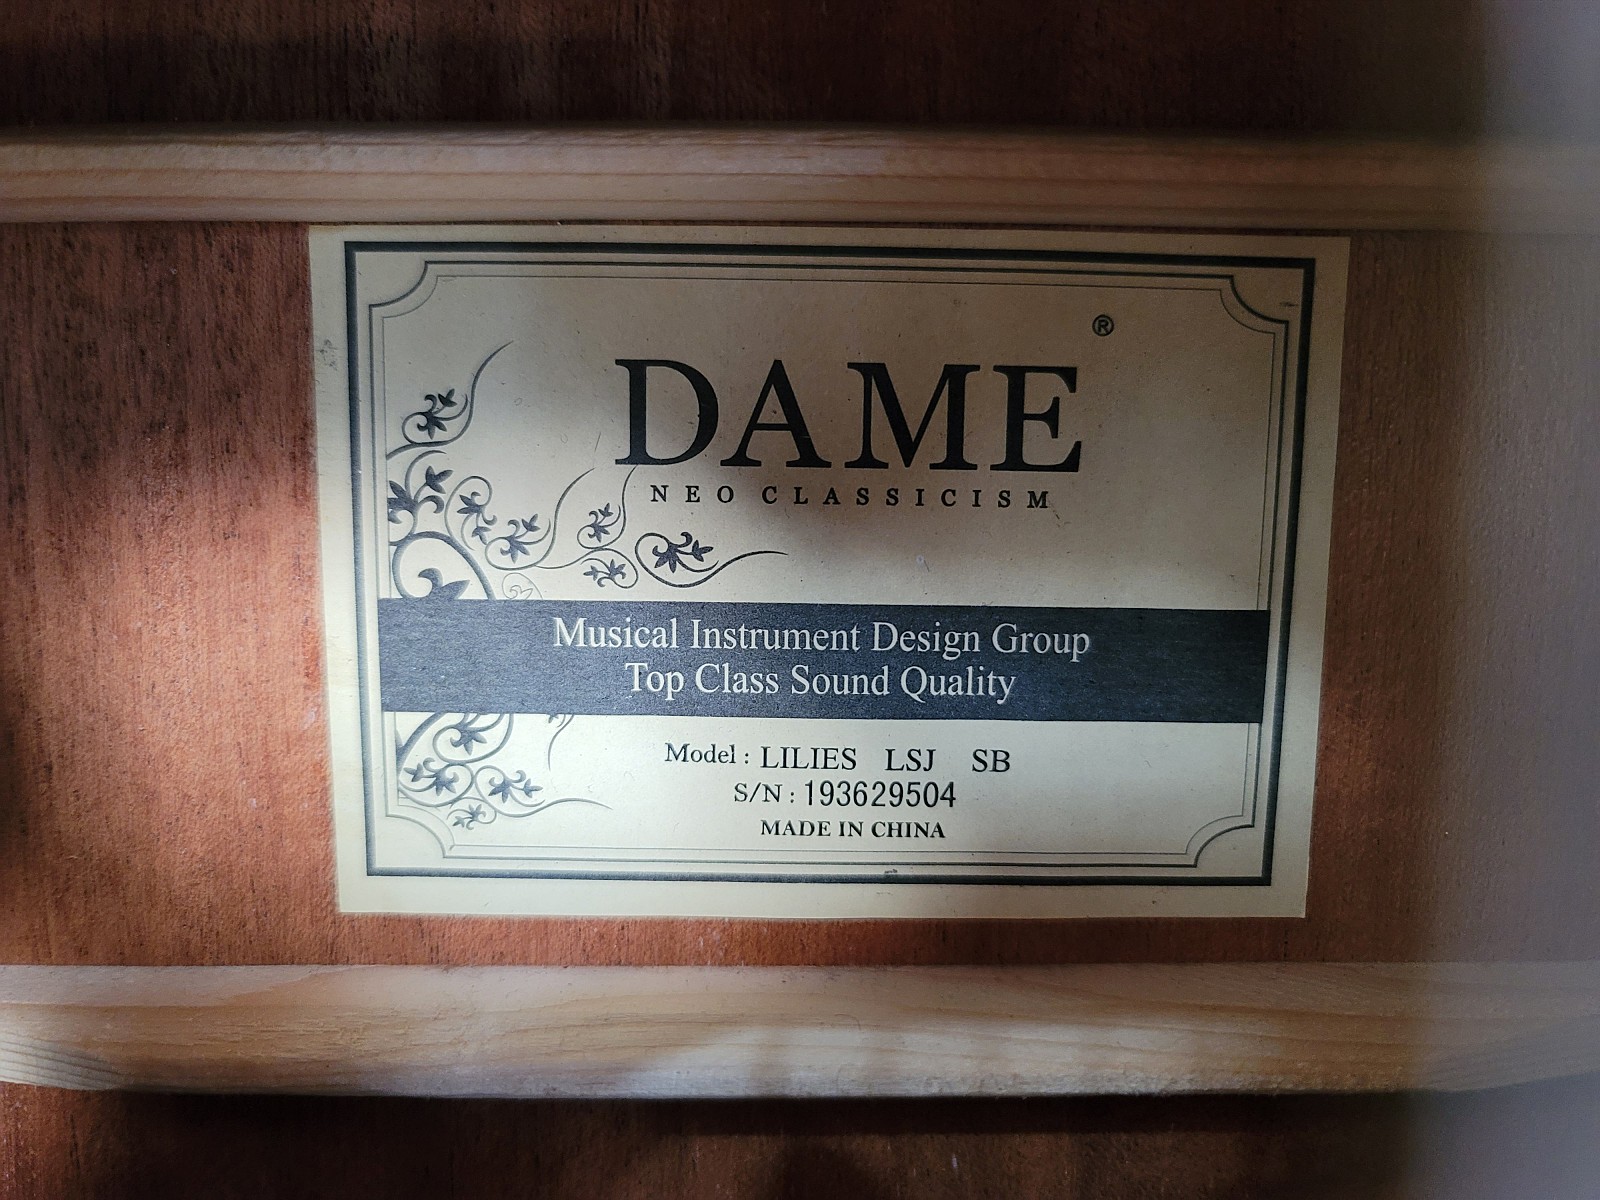 ®
DAME
NEO CLASSICISM
Musical Instrument Design Group
Top Class Sound Quality
Model : LILIES LSJ SB
S/N : 193629504
MADE IN CHINA